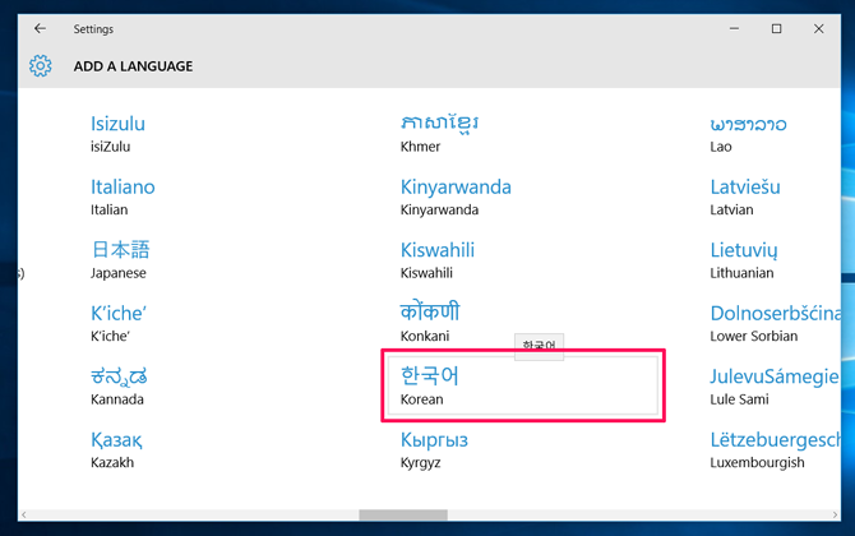 Settings
ADD A LANGUAGE
Isizulu
isiZulu
Italiano
Italian
日本語
Japanese
s)
K'iche'
K'iche'
ಕನ್ನಡ
Kannada
Қазақ
Kazakh
ភាសាខ្មែរ
Khmer
Kinyarwanda
Kinyarwanda
Kiswahili
Kiswahili
कोंकणी
Konkani
한국어
한국어
Korean
Кыргыз
Kyrgyz
ພາສາລາວ
Lao
Latviešu
Latvian
Lietuvių
Lithuanian
Dolnoserbšćina
Lower Sorbian
JulevuSámegie
Lule Sami
Lëtzebuergesch
Luxembourgish